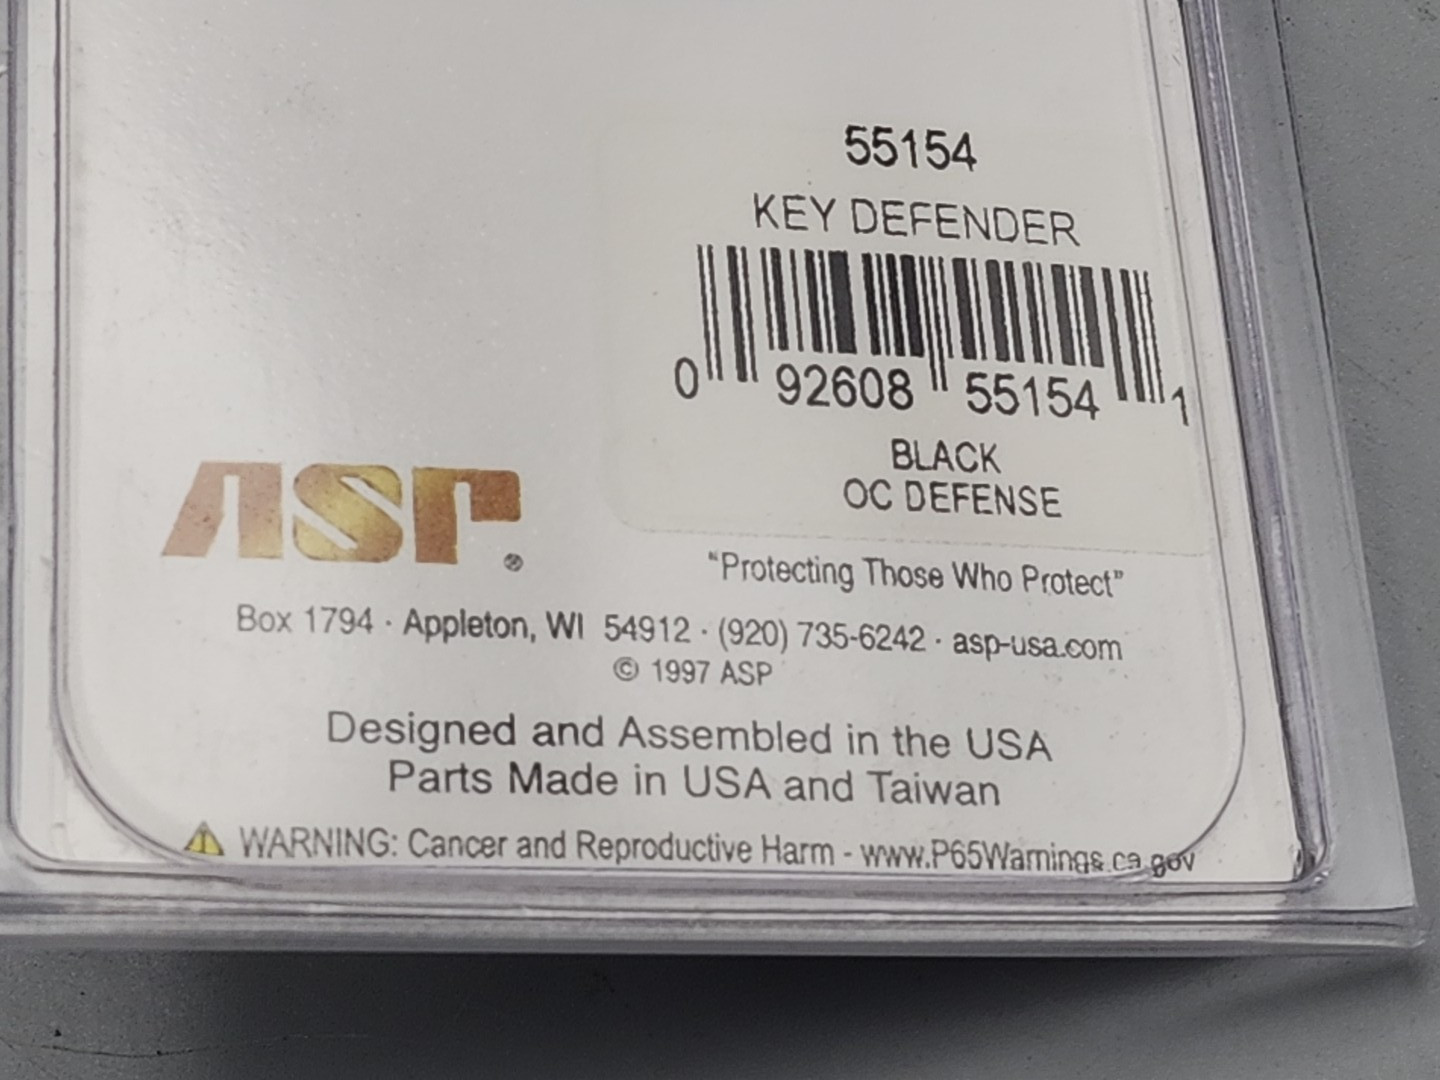 55154
KEY DEFENDER
0 92608 55154 1
BLACK
OC DEFENSE
ASP®
"Protecting Those Who Protect"
Box 1794 · Appleton, WI 54912 · (920) 735-6242 · asp-usa.com
© 1997 ASP
Designed and Assembled in the USA
Parts Made in USA and Taiwan
⚠ WARNING: Cancer and Reproductive Harm - www.P65Warnings.ca.gov